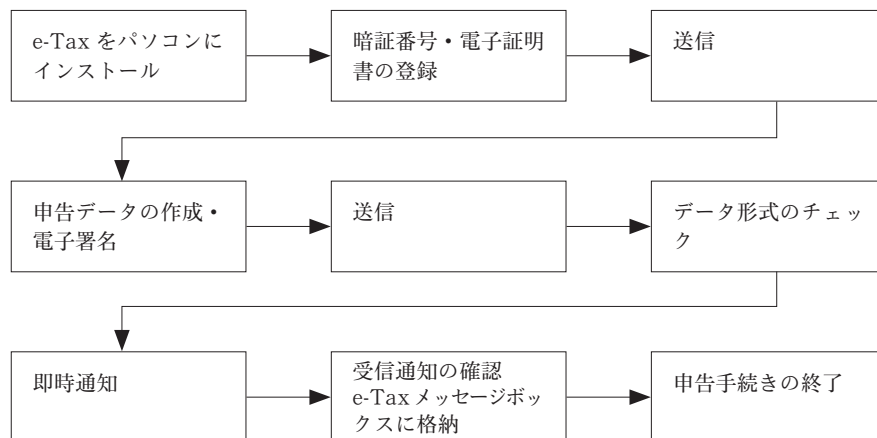 e-Tax をパソコンに
インストール
暗証番号・電子証明
書の登録
送信
申告データの作成・
電子署名
送信
データ形式のチェッ
ク
即時通知
受信通知の確認
e-Tax メッセージボッ
クスに格納
申告手続きの終了